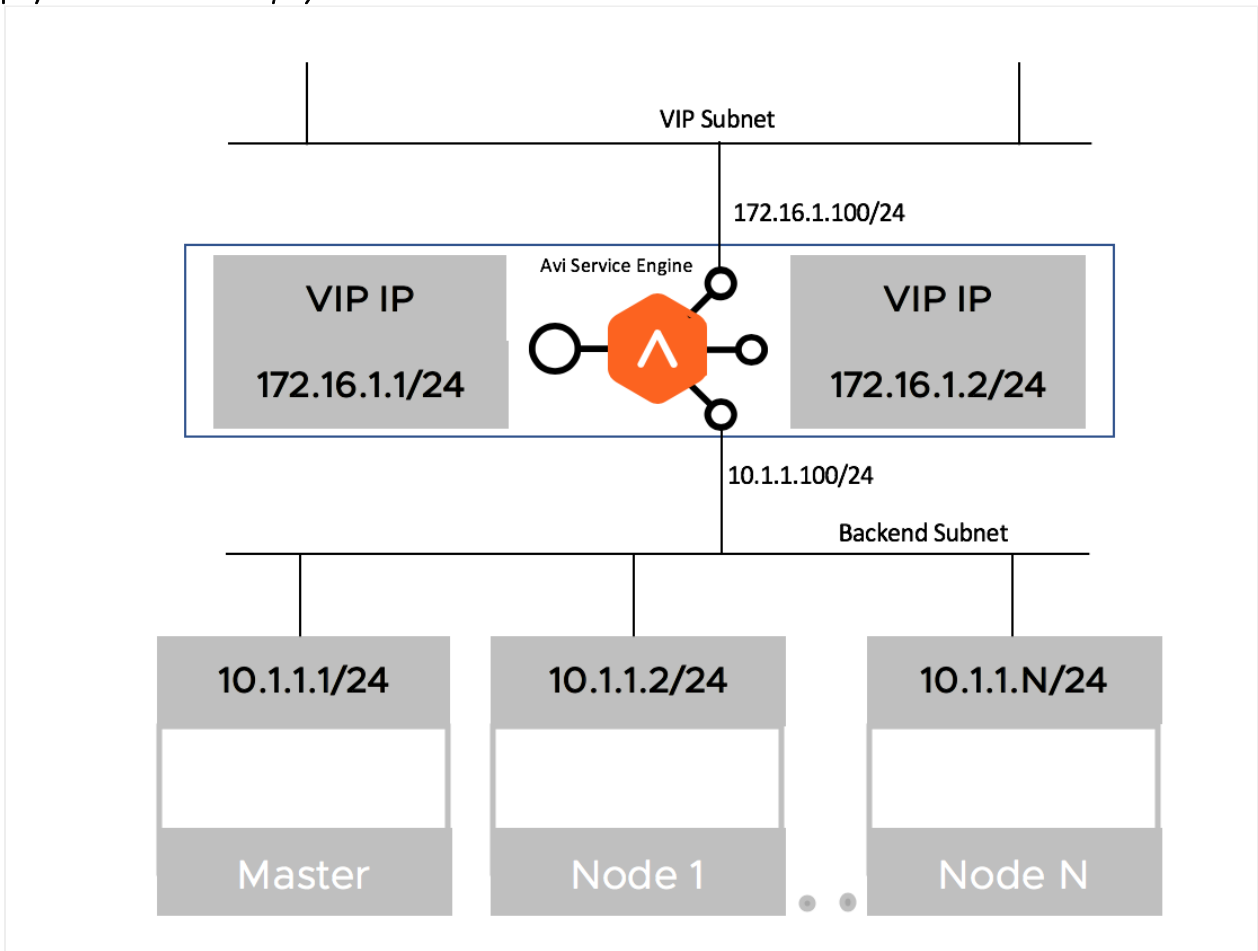 VIP Subnet
172.16.1.100/24
Avi Service Engine
VIP IP
172.16.1.1/24
VIP IP
172.16.1.2/24
10.1.1.100/24
Backend Subnet
10.1.1.1/24
10.1.1.2/24
10.1.1.N/24
Master
Node 1
Node N